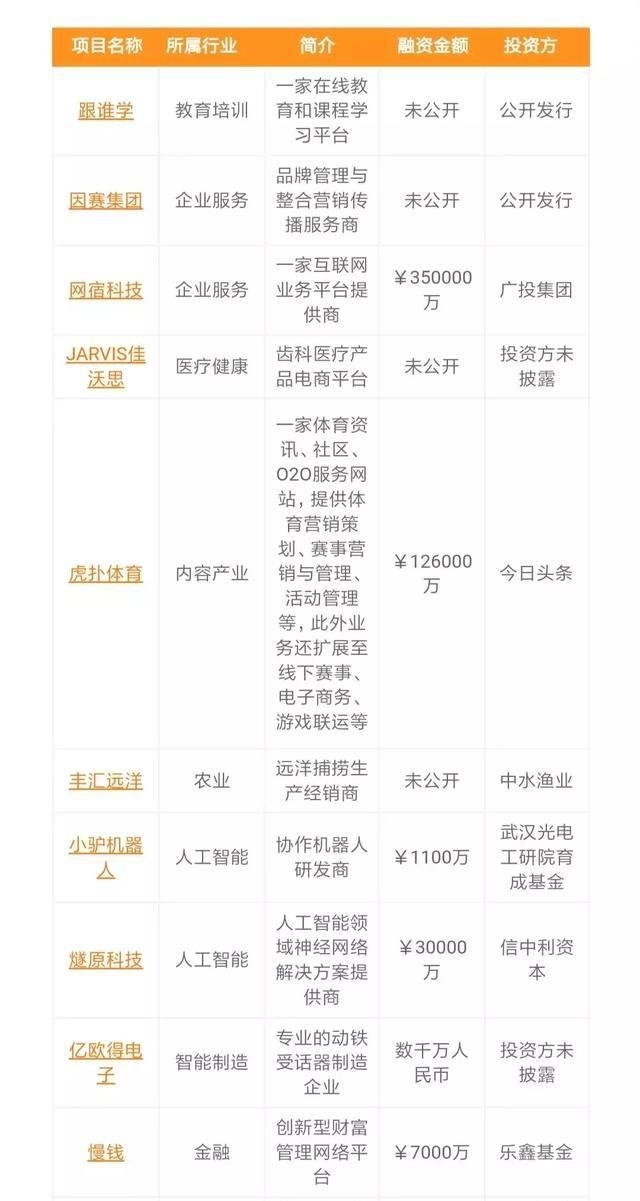 项目名称 所属行业 简介 融资金额 投资方
跟谁学
教育培训
一家在线教
育和课程学
习平台
未公开
公开发行
因赛集团
企业服务
品牌管理与
整合营销传
播服务商
未公开
公开发行
网宿科技
企业服务
一家互联网
业务平台提
供商
￥350000
万
广投集团
JARVIS佳
沃思
医疗健康
齿科医疗产
品电商平台
未公开
投资方未
披露
虎扑体育
内容产业
一家体育资
讯、社区、
O2O服务网
站，提供体
育营销策
划、赛事营
销与管理、
活动管理
等，此外业
务还扩展至
线下赛事、
电子商务、
游戏联运等
￥126000
万
今日头条
丰汇远洋
农业
远洋捕捞生
产经销商
未公开
中水渔业
小驴机器
人
人工智能
协作机器人
研发商
￥1100万
武汉光电
工研院育
成基金
燧原科技
人工智能
人工智能领
域神经网络
解决方案提
供商
￥30000
万
信中利资
本
亿欧得电
子
智能制造
专业的动铁
受话器制造
企业
数千万人
民币
投资方未
披露
慢钱
金融
创新型财富
管理网络平
台
￥7000万
乐鑫基金